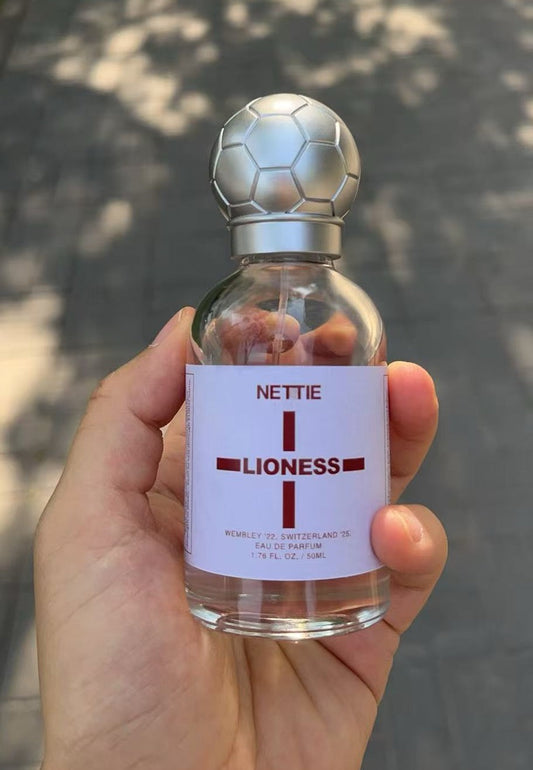 NETTIE
LIONESS
WEMBLEY '22, SWITZERLAND '25.
EAU DE PARFUM
1.76 FL. OZ. / 50ML